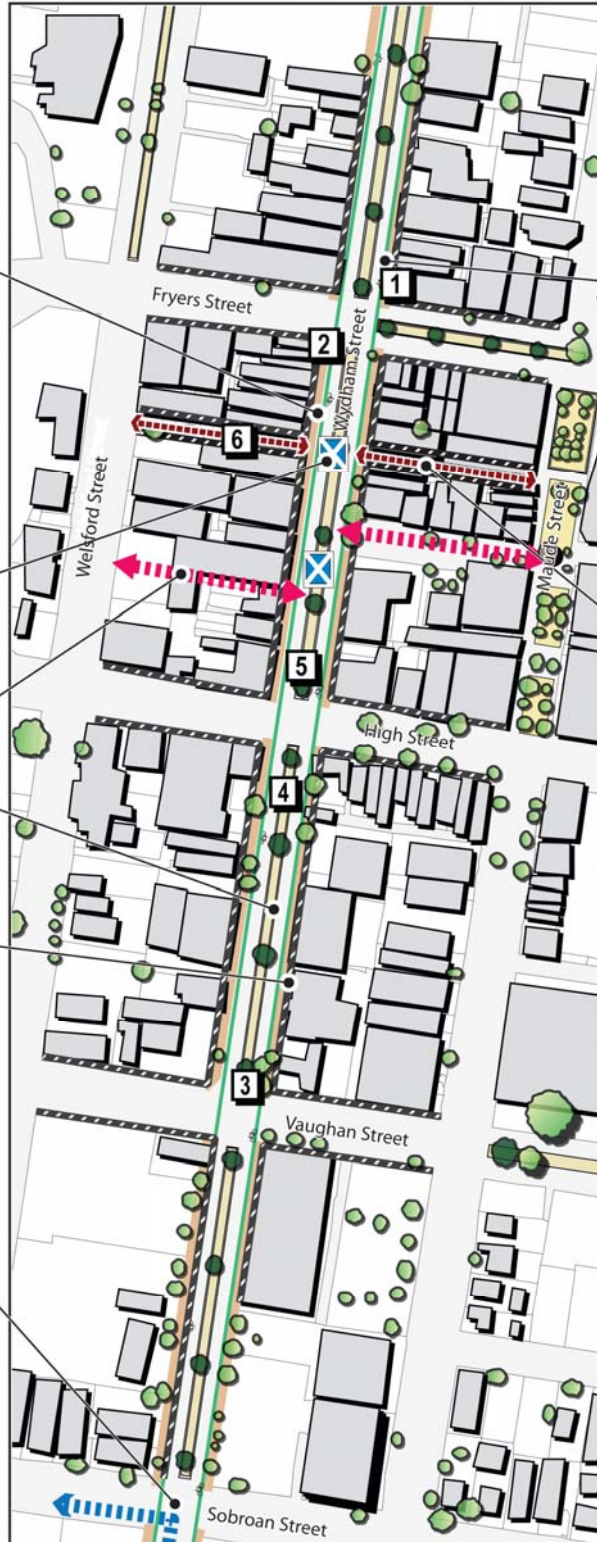 1
Fryers Street
2
Wydham Street
6
Welsford Street
Maude Street
5
High Street
4
3
Vaughan Street
Sobroan Street